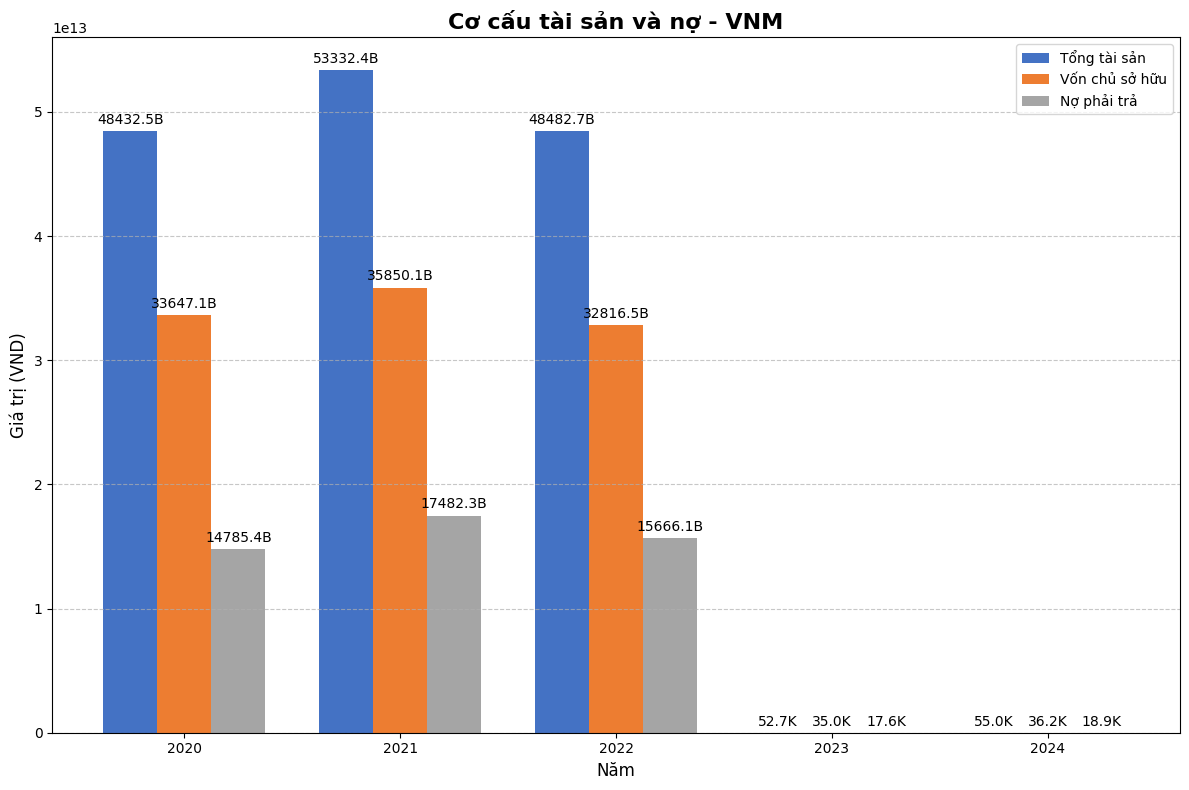 Cơ cấu tài sản và nợ - VNM
1e13
Tổng tài sản
Vốn chủ sở hữu
Nợ phải trả
Giá trị (VND)
5
4
3
2
1
0
48432.5B
33647.1B
14785.4B
53332.4B
35850.1B
17482.3B
48482.7B
32816.5B
15666.1B
52.7K
35.0K
17.6K
55.0K
36.2K
18.9K
2020
2021
2022
2023
2024
Năm